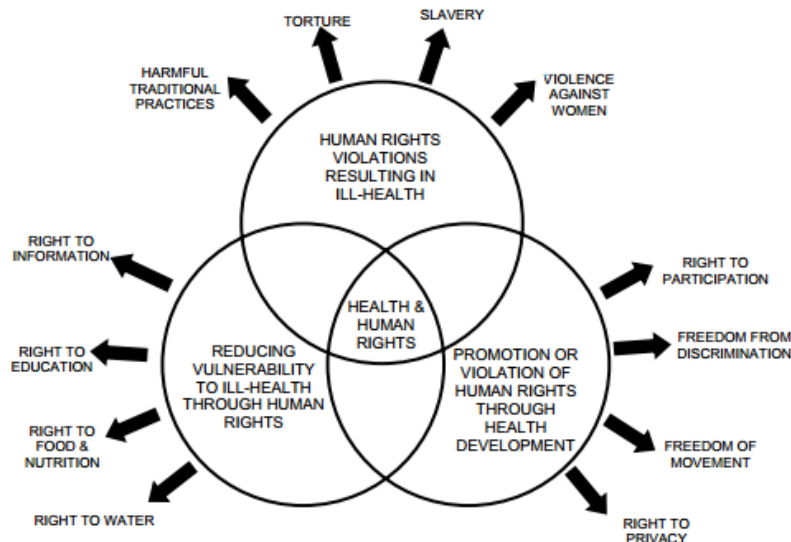 TORTURE
SLAVERY
HARMFUL
TRADITIONAL
PRACTICES
VIOLENCE
AGAINST
WOMEN
HUMAN RIGHTS
VIOLATIONS
RESULTING IN
ILL-HEALTH
RIGHT TO
INFORMATION
RIGHT TO
EDUCATION
RIGHT TO
FOOD &
NUTRITION
RIGHT TO WATER
REDUCING
VULNERABILITY
TO ILL-HEALTH
THROUGH HUMAN
RIGHTS
HEALTH &
HUMAN
RIGHTS
PROMOTION OR
VIOLATION OF
HUMAN RIGHTS
THROUGH
HEALTH
DEVELOPMENT
RIGHT TO
PARTICIPATION
FREEDOM FROM
DISCRIMINATION
FREEDOM OF
MOVEMENT
RIGHT TO
PRIVACY